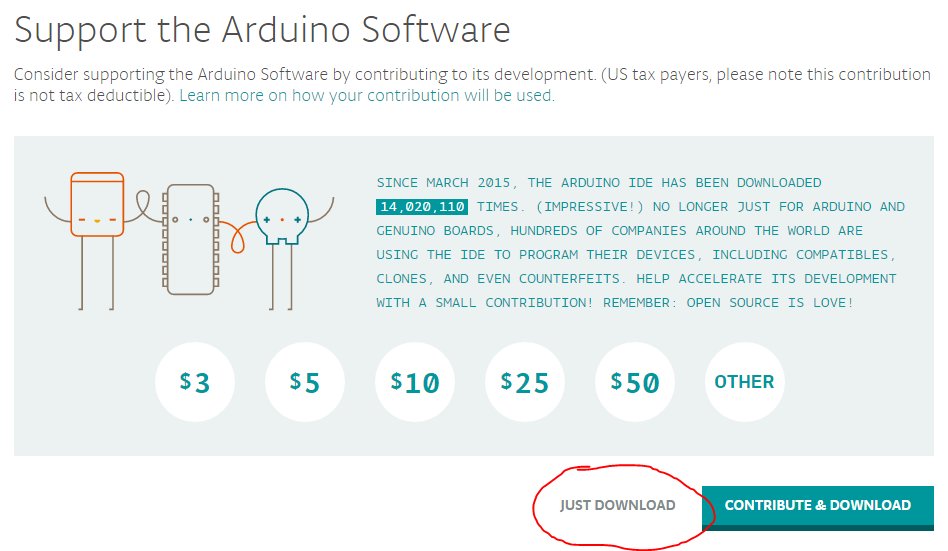 Support the Arduino Software
Consider supporting the Arduino Software by contributing to its development. (US tax payers, please note this contribution
is not tax deductible). Learn more on how your contribution will be used.
SINCE MARCH 2015, THE ARDUINO IDE HAS BEEN DOWNLOADED
14,020,110 TIMES. (IMPRESSIVE!) NO LONGER JUST FOR ARDUINO AND
GENUINO BOARDS, HUNDREDS OF COMPANIES AROUND THE WORLD ARE
USING THE IDE TO PROGRAM THEIR DEVICES, INCLUDING COMPATIBLES,
CLONES, AND EVEN COUNTERFEITS. HELP ACCELERATE ITS DEVELOPMENT
WITH A SMALL CONTRIBUTION! REMEMBER: OPEN SOURCE IS LOVE!
$3 $5 $10 $25 $50 OTHER
JUST DOWNLOAD CONTRIBUTE & DOWNLOAD